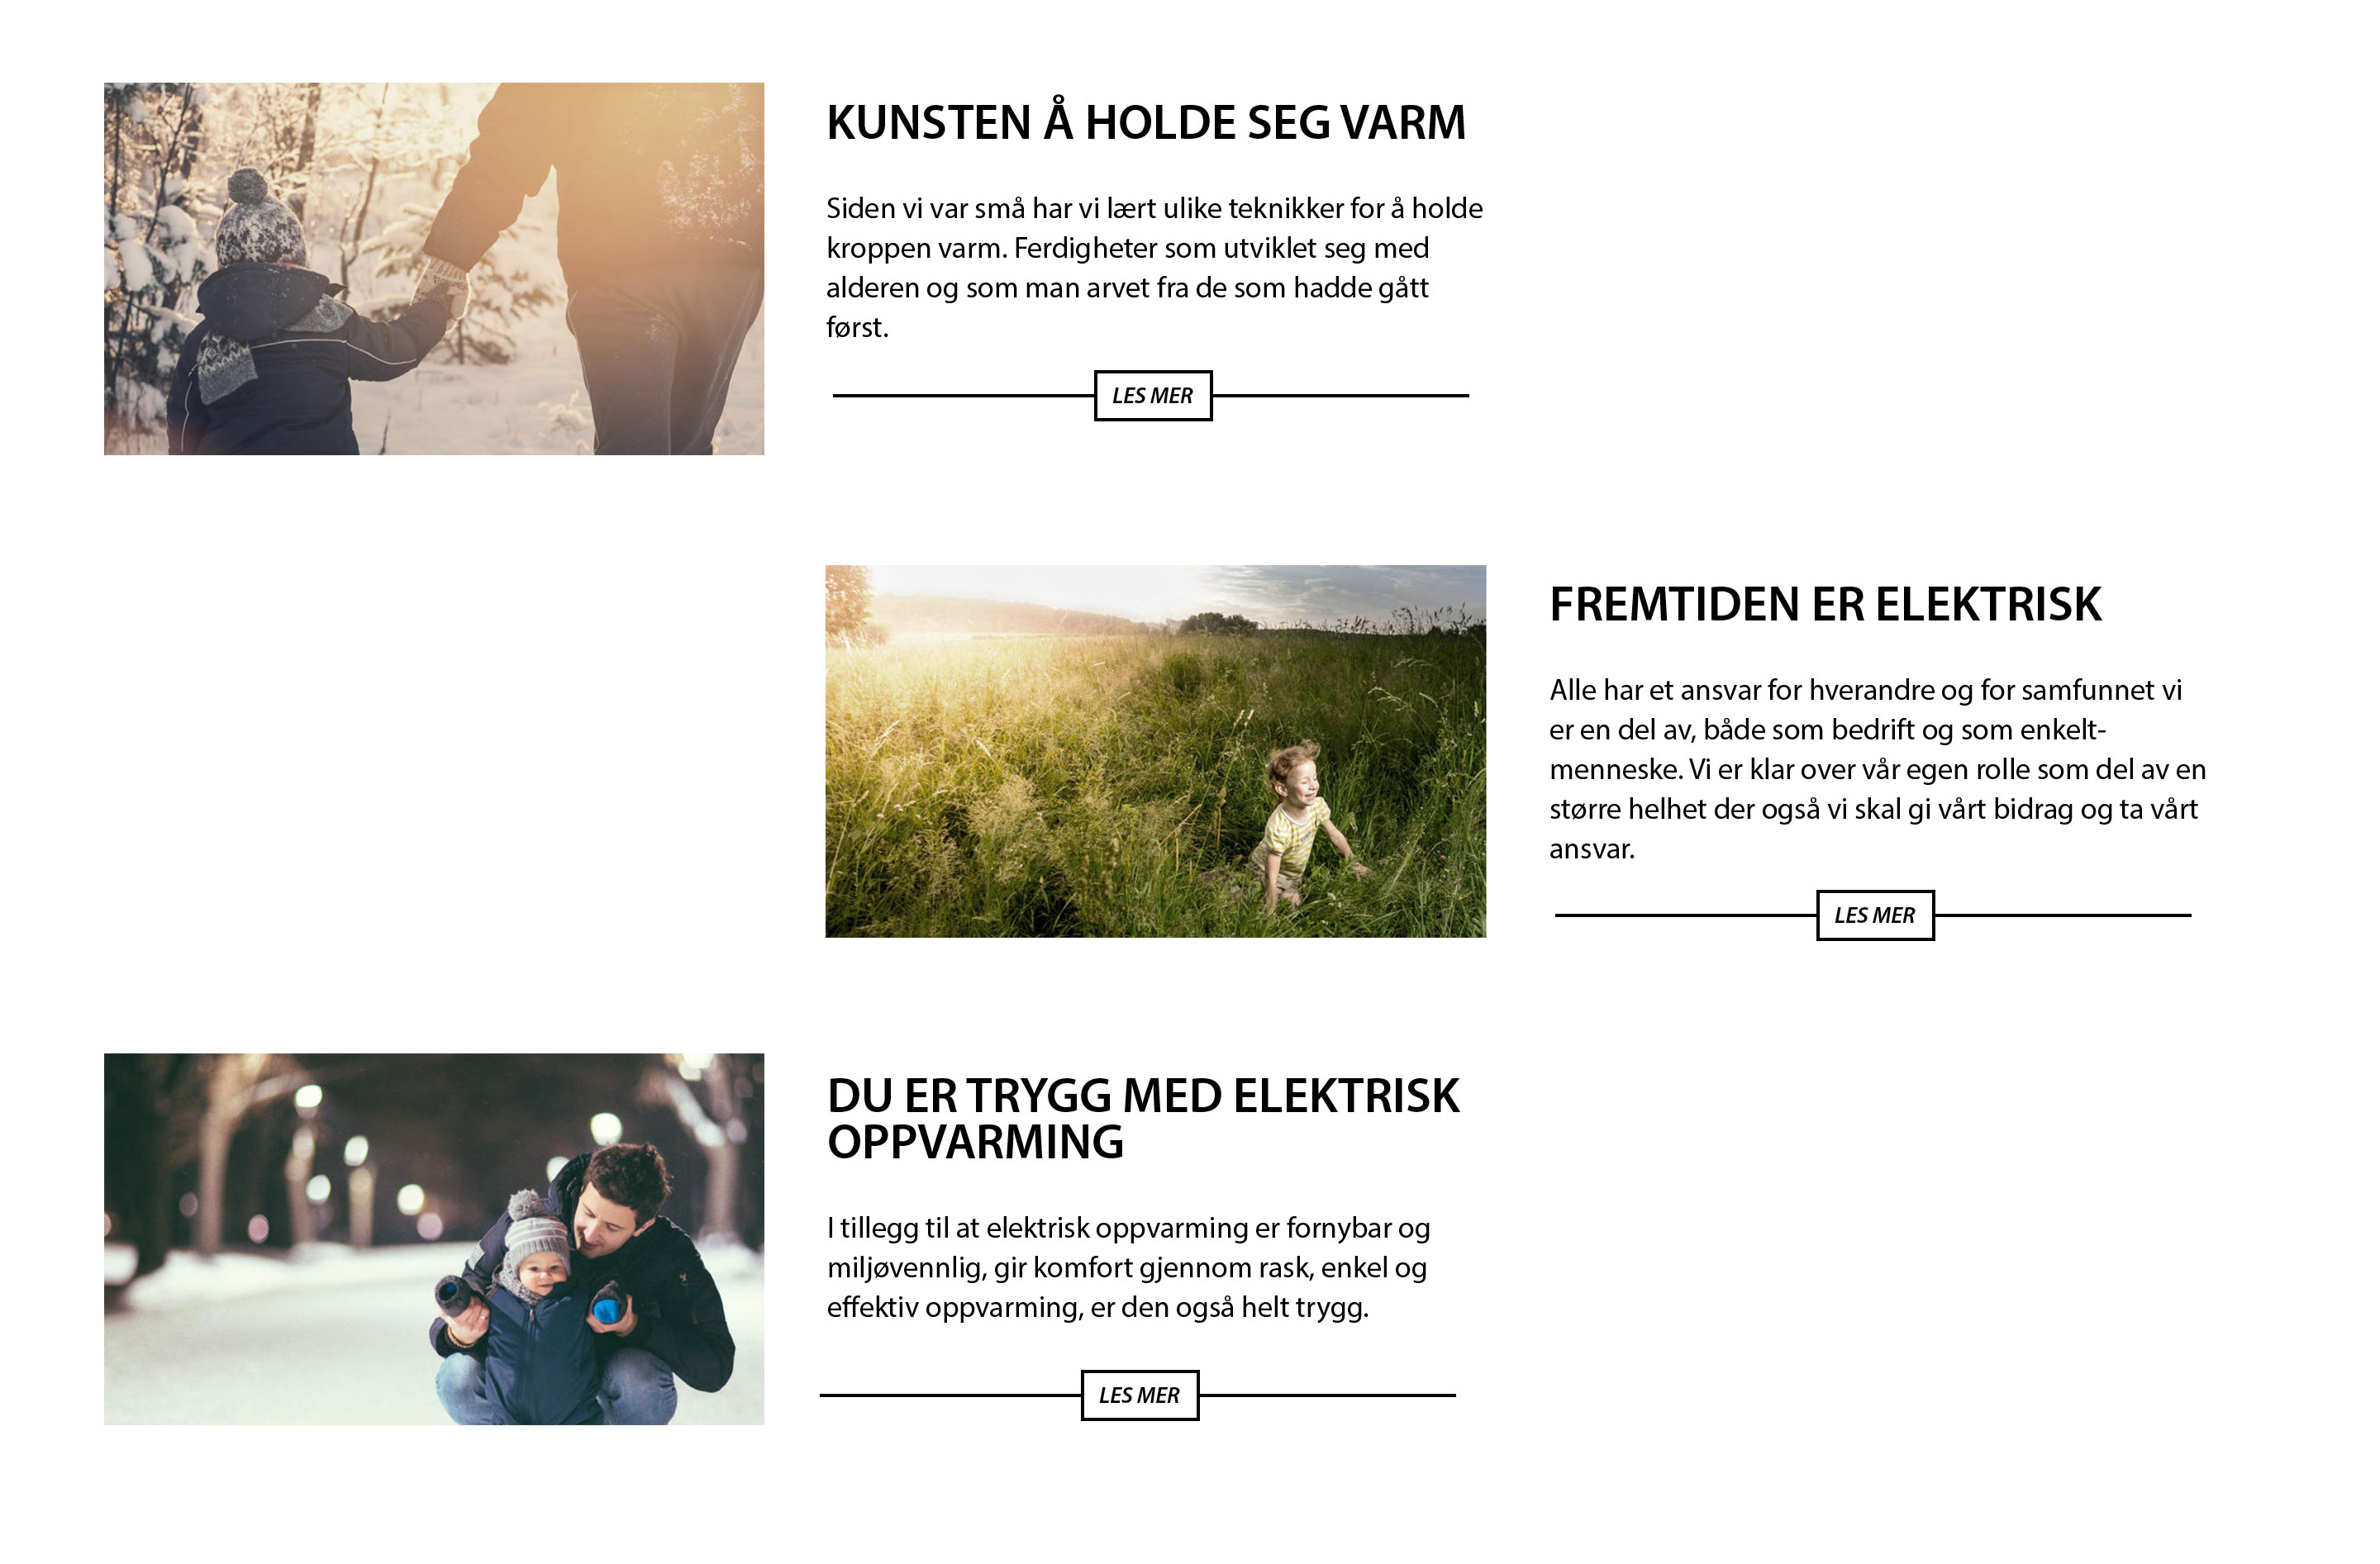 KUNSTEN Å HOLDE SEG VARM
Siden vi var små har vi lært ulike teknikker for å holde
kroppen varm. Ferdigheter som utviklet seg med
alderen og som man arvet fra de som hadde gått
først.
LES MER
FREMTIDEN ER ELEKTRISK
Alle har et ansvar for hverandre og for samfunnet vi
er en del av, både som bedrift og som enkelt-
menneske. Vi er klar over vår egen rolle som del av en
større helhet der også vi skal gi vårt bidrag og ta vårt
ansvar.
LES MER
DU ER TRYGG MED ELEKTRISK
OPPVARMING
I tillegg til at elektrisk oppvarming er fornybar og
miljøvennlig, gir komfort gjennom rask, enkel og
effektiv oppvarming, er den også helt trygg.
LES MER